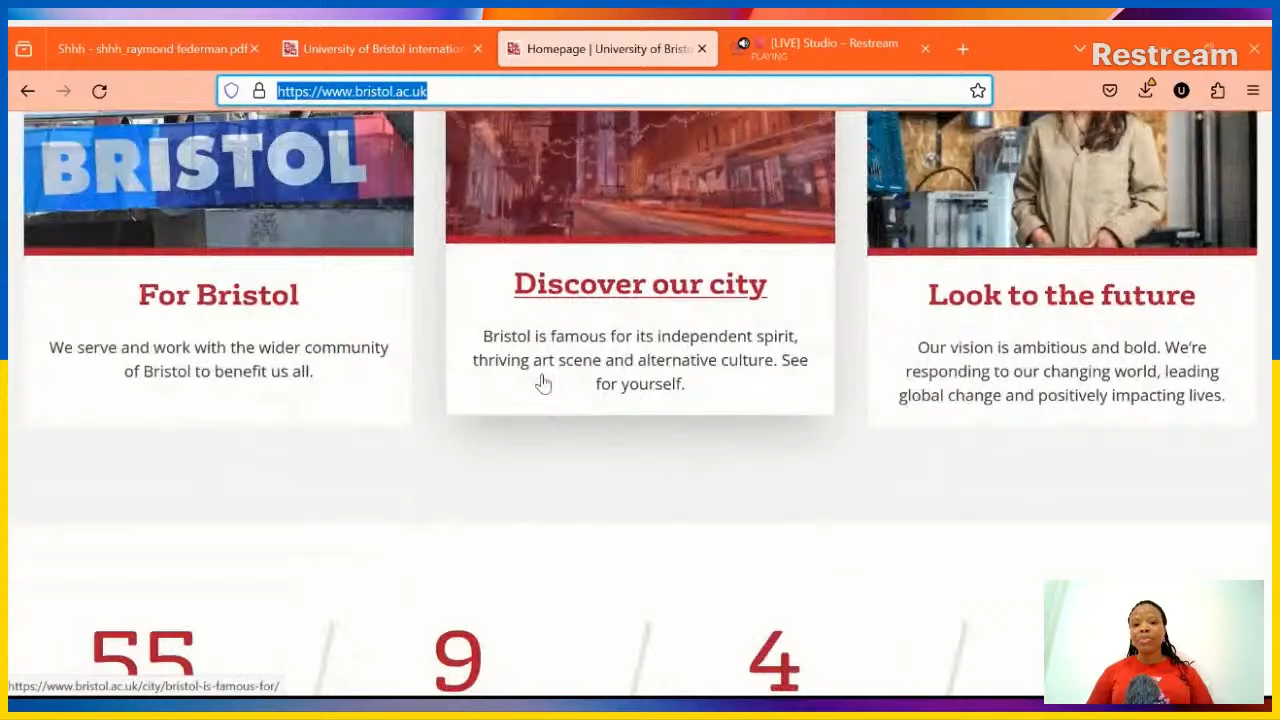 Shhh - shhh_raymond federman.pdf
University of Bristol internation
Homepage | University of Bristo
[LIVE] Studio – Restream
PLAYING
Restream
https://www.bristol.ac.uk
U
BRISTOL
For Bristol
We serve and work with the wider community
of Bristol to benefit us all.
Discover our city
Bristol is famous for its independent spirit,
thriving art scene and alternative culture. See
for yourself.
Look to the future
Our vision is ambitious and bold. We're
responding to our changing world, leading
global change and positively impacting lives.
55
9
4
https://www.bristol.ac.uk/city/bristol-is-famous-for/